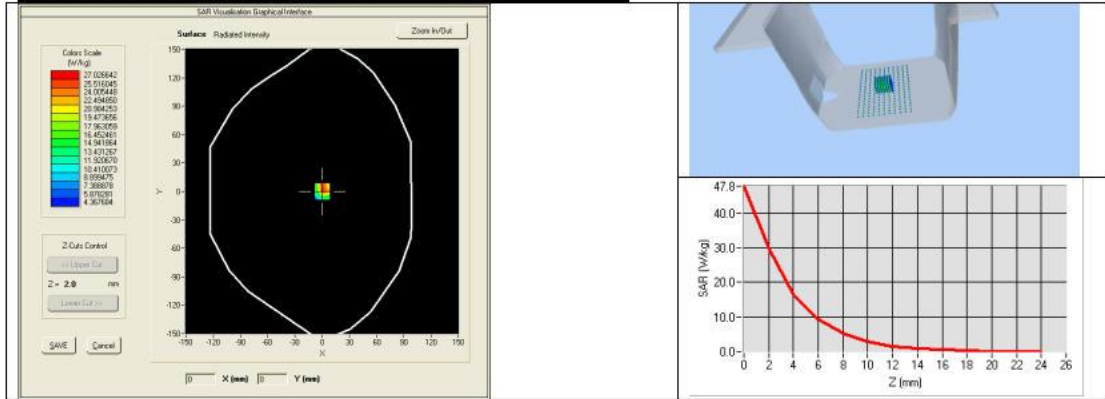 SAR Visualisation Graphical Interface
Surface Radiated Intensity
Zoom In/Out
Colors Scale
(W/kg)
27.026642
25.516045
24.005448
22.494850
20.984253
19.473656
17.963059
16.452461
14.941864
13.431267
11.920670
10.410073
8.899475
7.388878
5.878281
4.367684
Z-Cuts Control
<< Upper Cut
Z = 2.0 mm
Lower Cut >>
SAVE Cancel
150-
120-
90-
60-
30-
0-
-30-
-60-
-90-
-120-
-150-
Y
-150 -120 -90 -60 -30 0 30 60 90 120 150
X
0 X (mm) 0 Y (mm)
47.8-
40.0-
30.0-
20.0-
10.0-
0.0-
SAR (W/kg)
0 2 4 6 8 10 12 14 16 18 20 22 24 26
Z (mm)